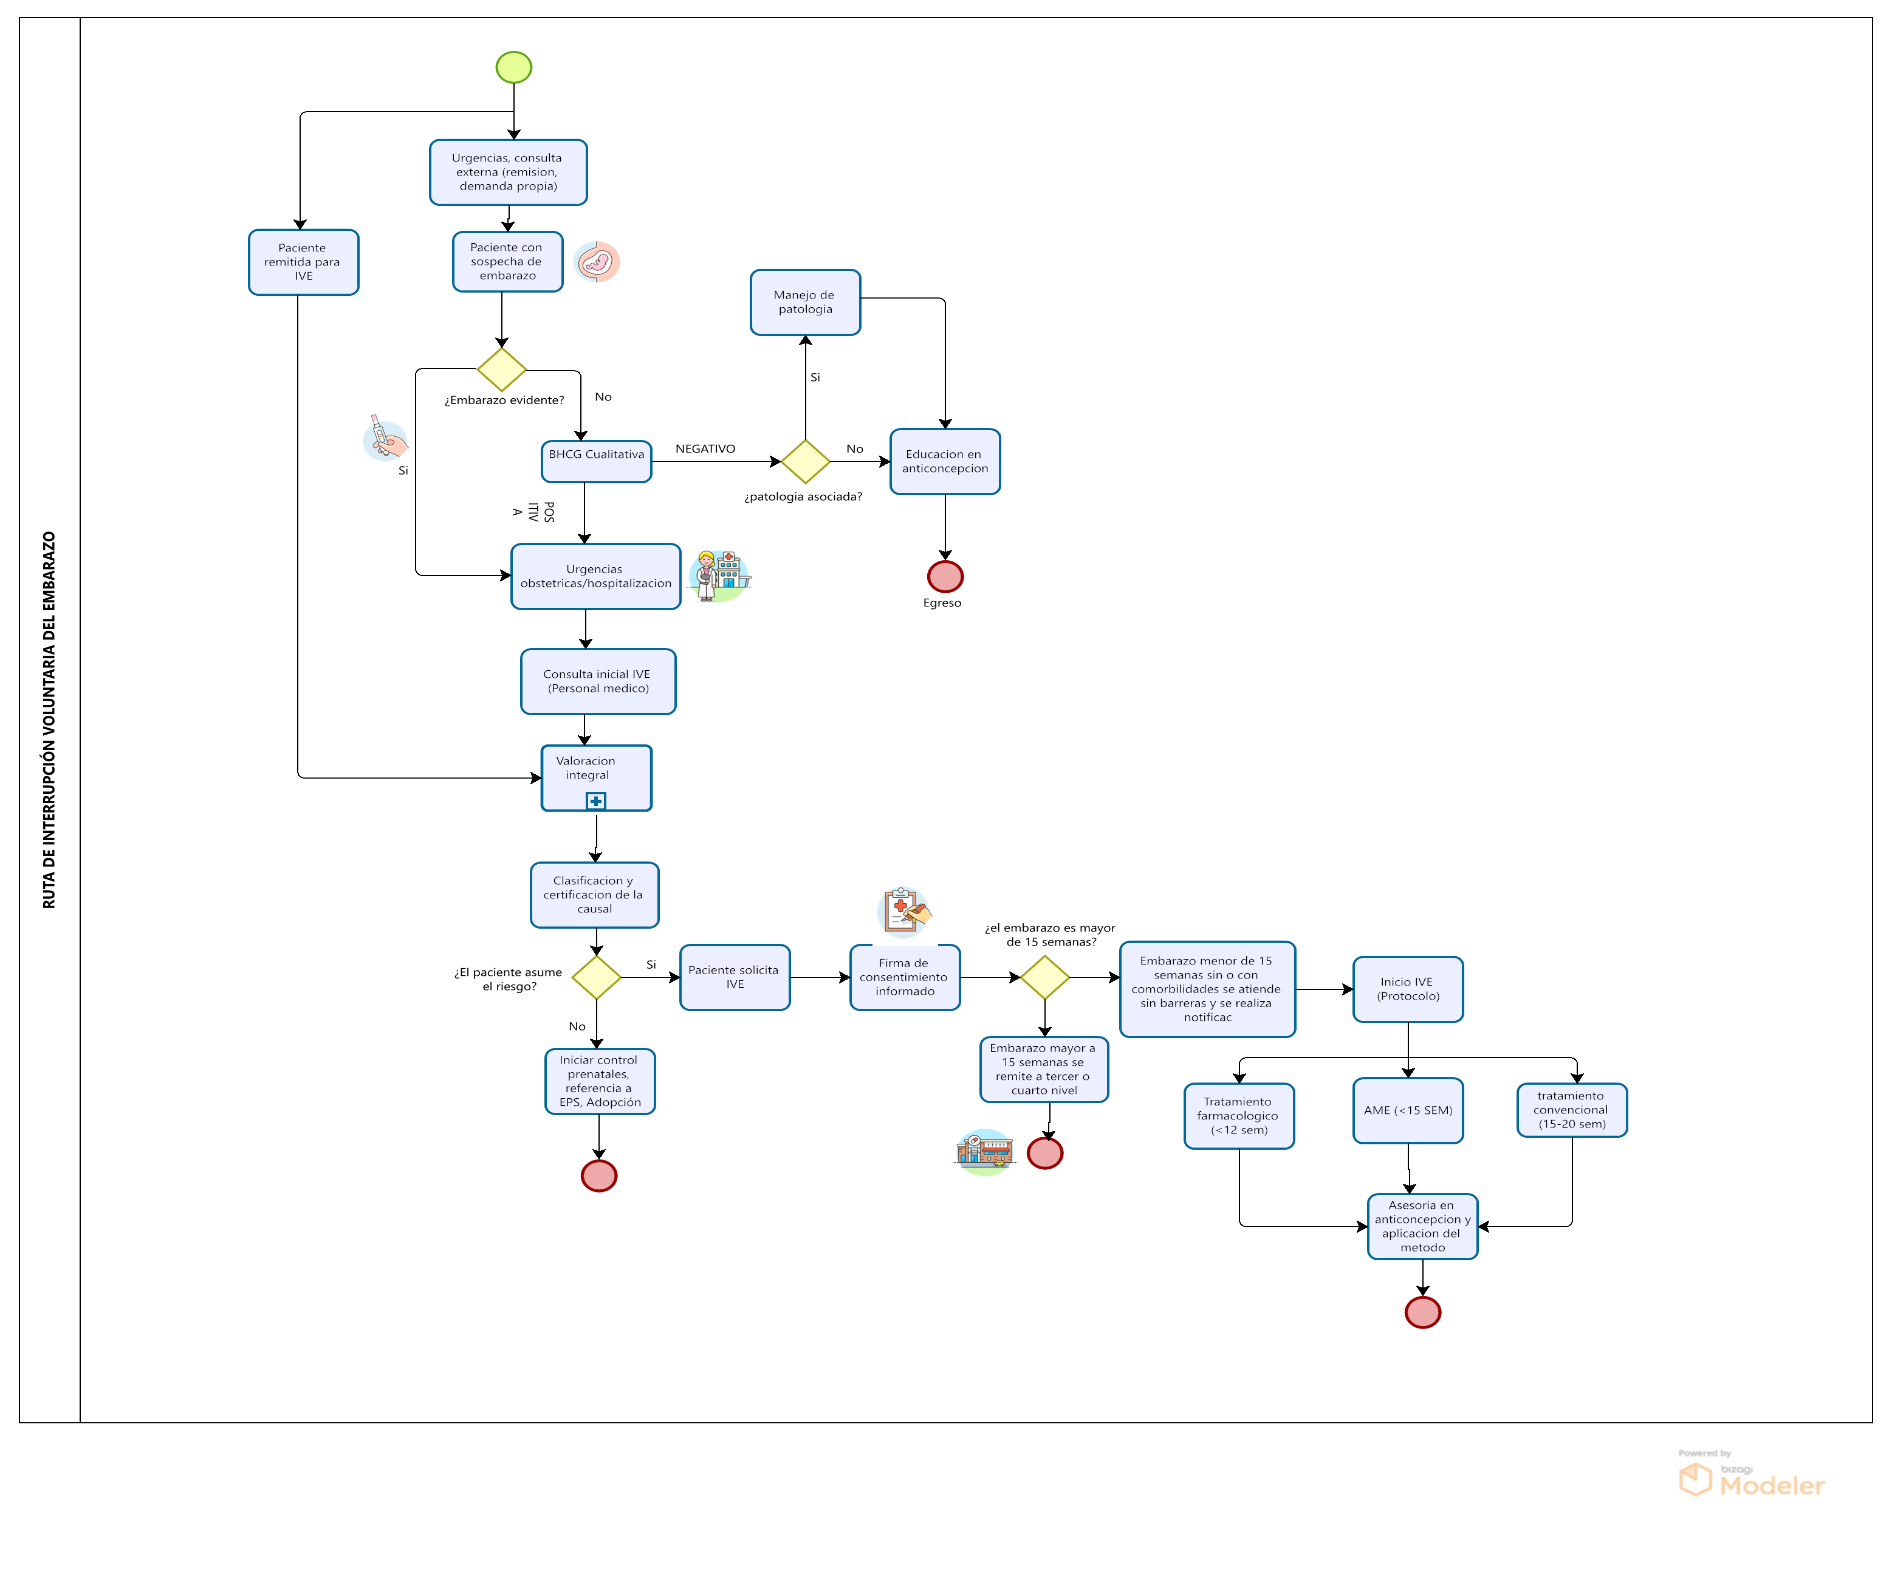 RUTA DE INTERRUPCIÓN VOLUNTARIA DEL EMBARAZO
Urgencias, consulta
externa (remision,
demanda propia)
Paciente
remitida para
IVE
Paciente con
sospecha de
embarazo
¿Embarazo evidente?
No
Si
BHCG Cualitativa
NEGATIVO
POS
ITIV
A
Manejo de
patologia
Si
No
¿patologia asociada?
Educacion en
anticoncepcion
Egreso
Urgencias
obstetricas/hospitalizacion
Consulta inicial IVE
(Personal medico)
Valoracion
integral
Clasificacion y
certificacion de la
causal
¿El paciente asume
el riesgo?
Si
No
Paciente solicita
IVE
Firma de
consentimiento
informado
¿el embarazo es mayor
de 15 semanas?
Embarazo menor de 15
semanas sin o con
comorbilidades se atiende
sin barreras y se realiza
notificac
Inicio IVE
(Protocolo)
Iniciar control
prenatales,
referencia a
EPS, Adopción
Embarazo mayor a
15 semanas se
remite a tercer o
cuarto nivel
Tratamiento
farmacologico
(<12 sem)
AME (<15 SEM)
tratamiento
convencional
(15-20 sem)
Asesoria en
anticoncepcion y
aplicacion del
metodo
Powered by
bizagi
Modeler